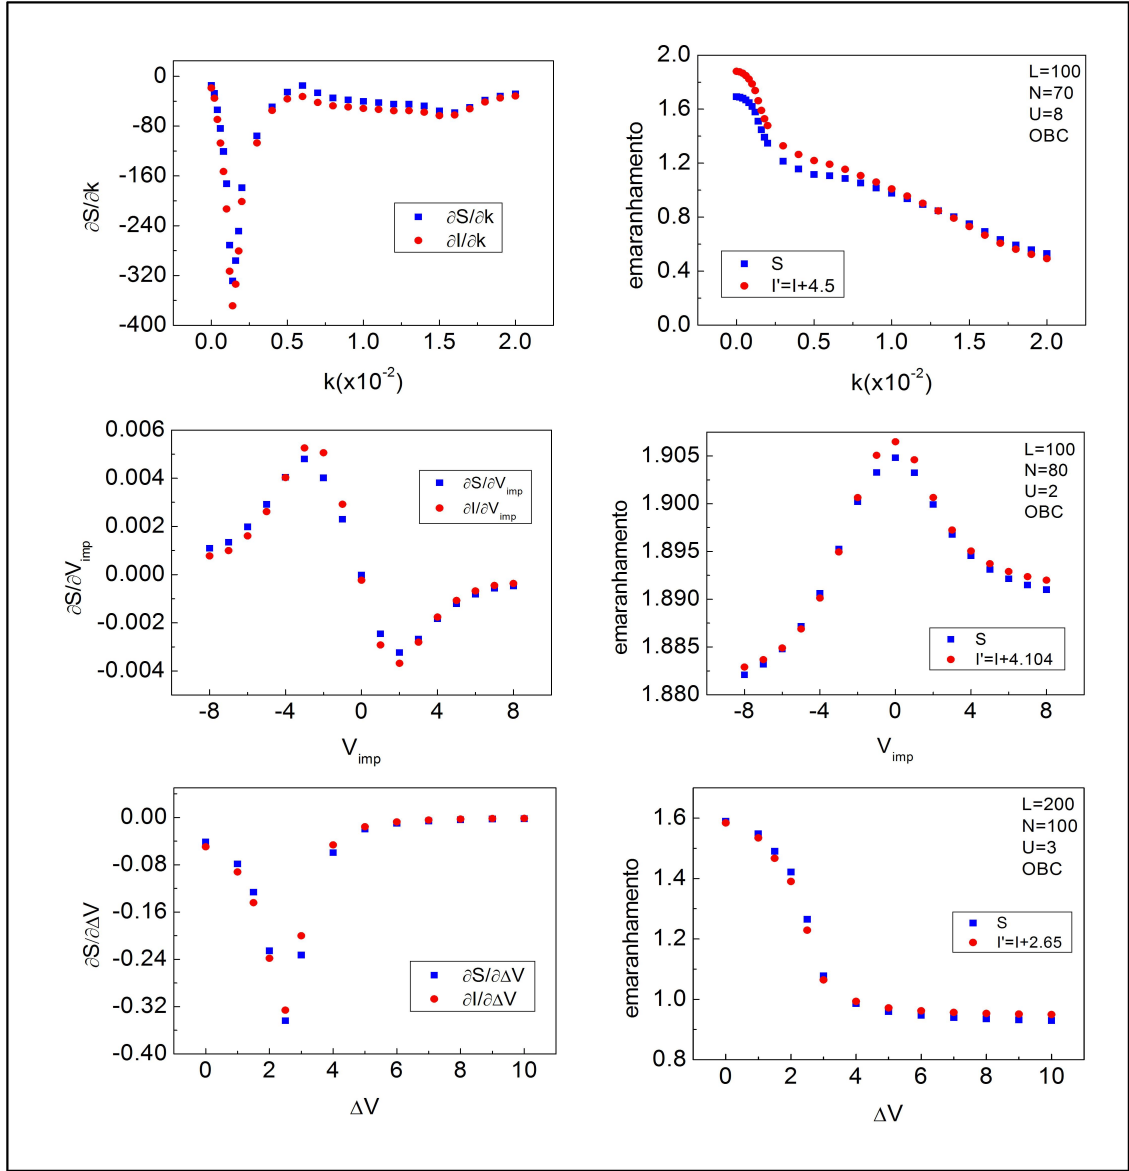 0
-80
-160
-240
-320
-400
∂S/∂k
∂S/∂k
∂I/∂k
0.0
0.5
1.0
1.5
2.0
k(x10⁻²)
2.0
1.6
1.2
0.8
0.4
0.0
emaranhamento
L=100
N=70
U=8
OBC
S
I'=I+4.5
0.0
0.5
1.0
1.5
2.0
k(x10⁻²)
0.006
0.004
0.002
0.000
-0.002
-0.004
∂S/∂V_imp
∂S/∂V_imp
∂I/∂V_imp
-8
-4
0
4
8
V_imp
1.905
1.900
1.895
1.890
1.885
1.880
emaranhamento
L=100
N=80
U=2
OBC
S
I'=I+4.104
-8
-4
0
4
8
V_imp
0.00
-0.08
-0.16
-0.24
-0.32
-0.40
∂S/∂ΔV
∂S/∂ΔV
∂I/∂ΔV
0
2
4
6
8
10
ΔV
1.6
1.4
1.2
1.0
0.8
emaranhamento
L=200
N=100
U=3
OBC
S
I'=I+2.65
0
2
4
6
8
10
ΔV